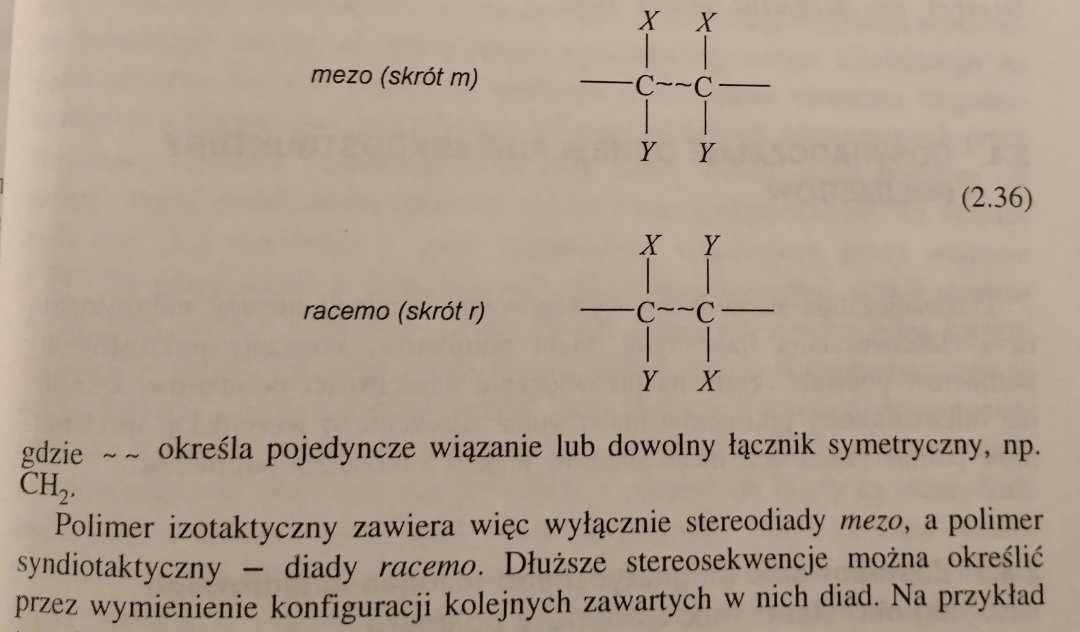 X X
mezo (skrót m) —C~~C—
Y Y
(2.36)
X Y
racemo (skrót r) —C~~C—
Y X
gdzie ~ ~ określa pojedyncze wiązanie lub dowolny łącznik symetryczny, np.
CH₂.
Polimer izotaktyczny zawiera więc wyłącznie stereodiady mezo, a polimer
syndiotaktyczny — diady racemo. Dłuższe stereosekwencje można określić
przez wymienienie konfiguracji kolejnych zawartych w nich diad. Na przykład